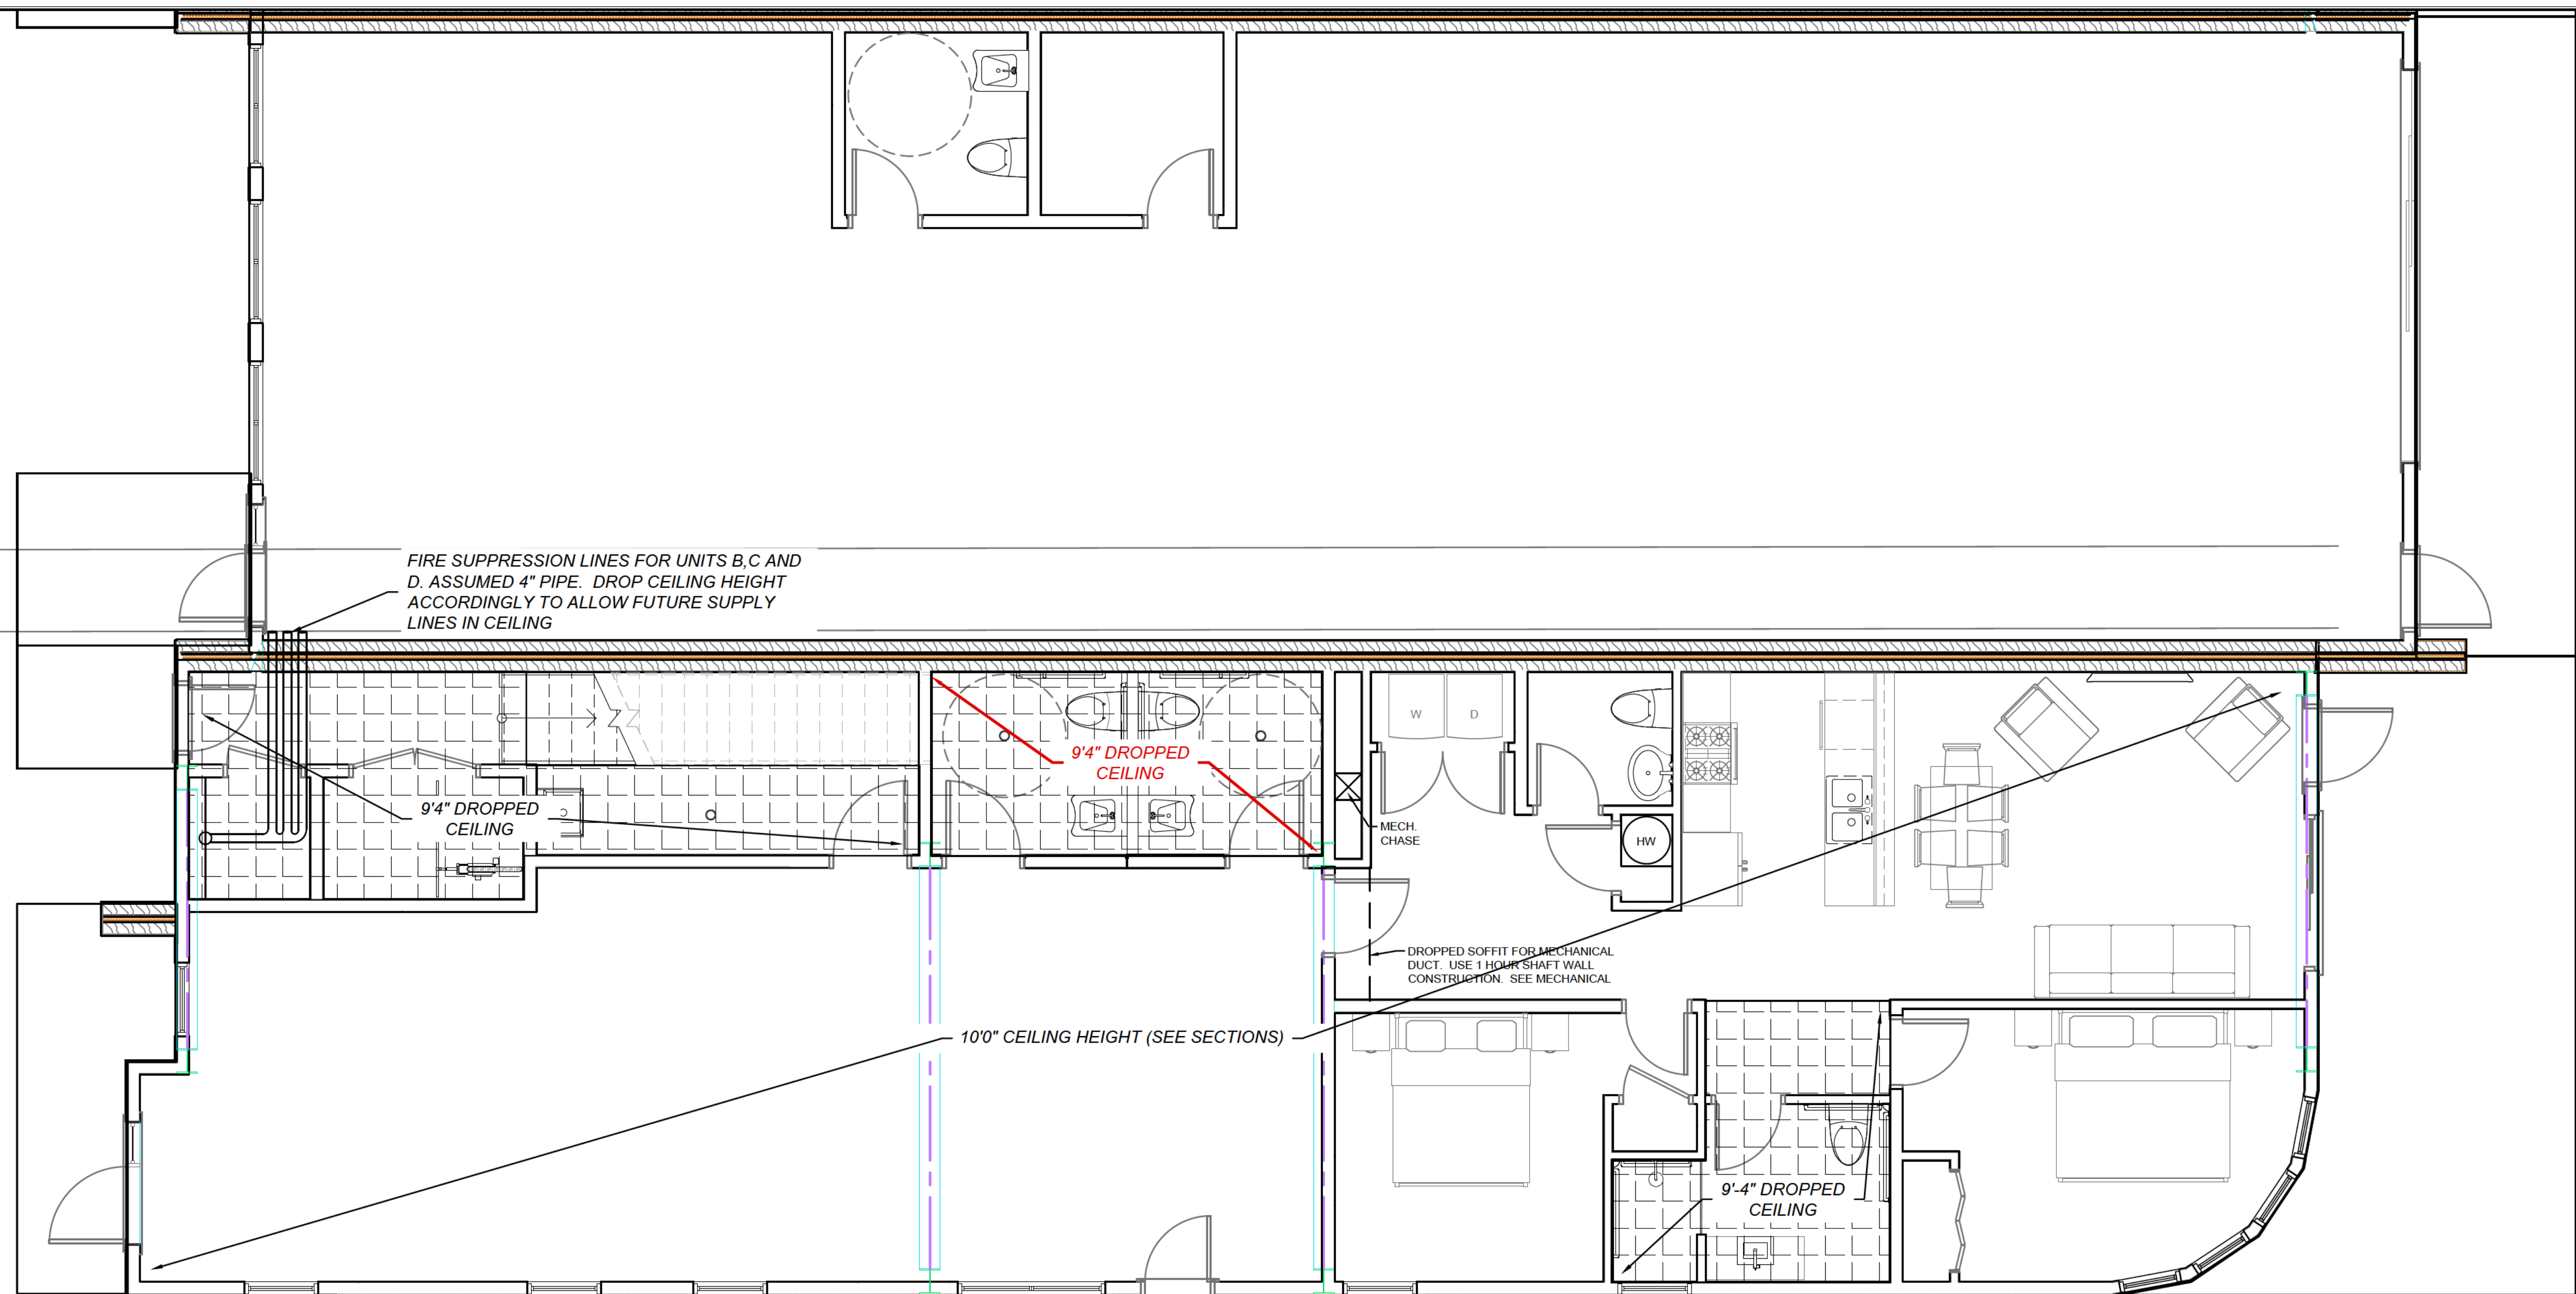 FIRE SUPPRESSION LINES FOR UNITS B,C AND
D. ASSUMED 4" PIPE. DROP CEILING HEIGHT
ACCORDINGLY TO ALLOW FUTURE SUPPLY
LINES IN CEILING
W
D
9'4" DROPPED
CEILING
9'4" DROPPED
CEILING
MECH.
CHASE
HW
DROPPED SOFFIT FOR MECHANICAL
DUCT. USE 1 HOUR SHAFT WALL
CONSTRUCTION. SEE MECHANICAL
10'0" CEILING HEIGHT (SEE SECTIONS)
9'-4" DROPPED
CEILING